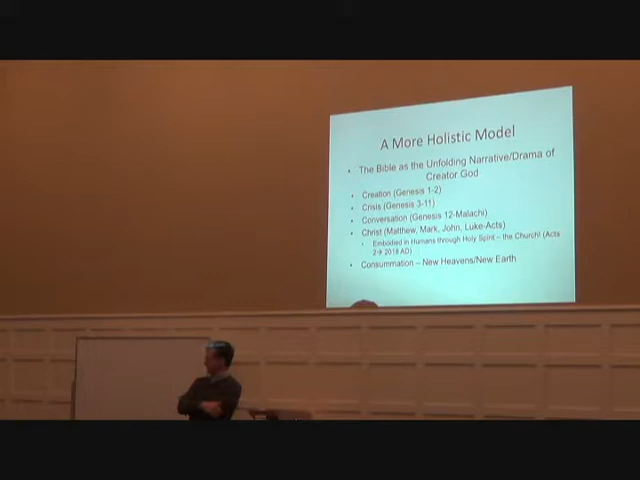 A More Holistic Model
• The Bible as the Unfolding Narrative/Drama of
Creator God
• Creation (Genesis 1-2)
• Crisis (Genesis 3-11)
• Conversation (Genesis 12-Malachi)
• Christ (Matthew, Mark, John, Luke-Acts)
• Embodied in Humans through Holy Spirit – the Church! (Acts
2→ 2018 AD)
• Consummation – New Heavens/New Earth